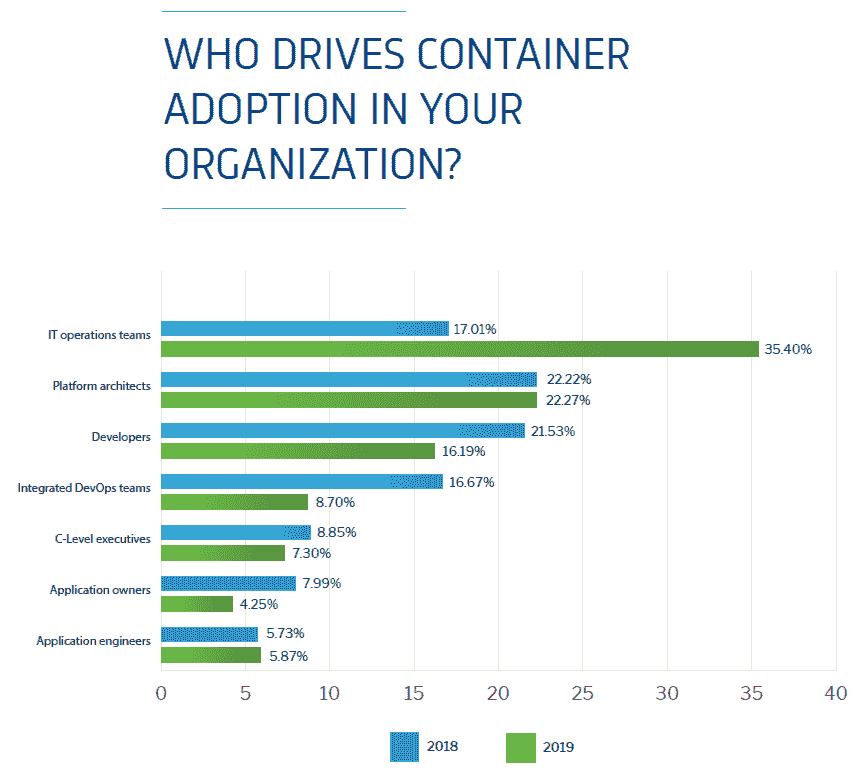 WHO DRIVES CONTAINER
ADOPTION IN YOUR
ORGANIZATION?
IT operations teams
17.01%
35.40%
Platform architects
22.22%
22.27%
Developers
21.53%
16.19%
Integrated DevOps teams
16.67%
8.70%
C-Level executives
8.85%
7.30%
Application owners
7.99%
4.25%
Application engineers
5.73%
5.87%
0 5 10 15 20 25 30 35 40
2018 2019